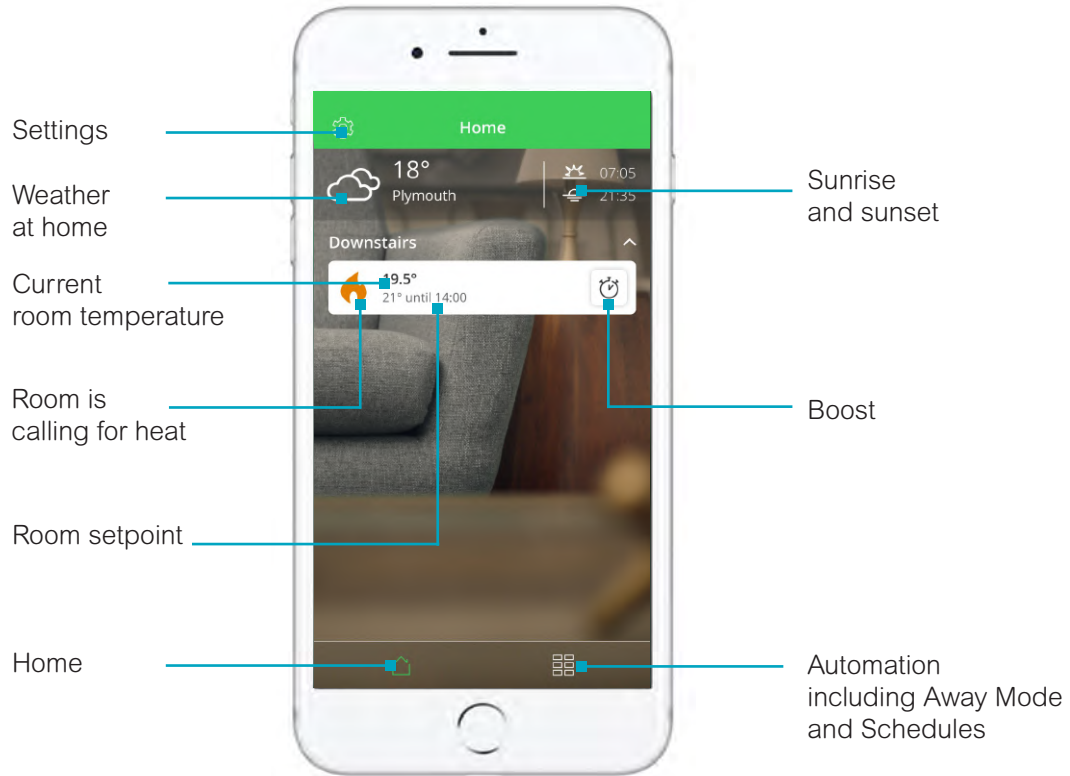 Settings
Weather
at home
Current
room temperature
Room is
calling for heat
Room setpoint
Home
Home
18°
Plymouth
07:05
21:35
Downstairs
19.5°
21° until 14:00
Sunrise
and sunset
Boost
Automation
including Away Mode
and Schedules